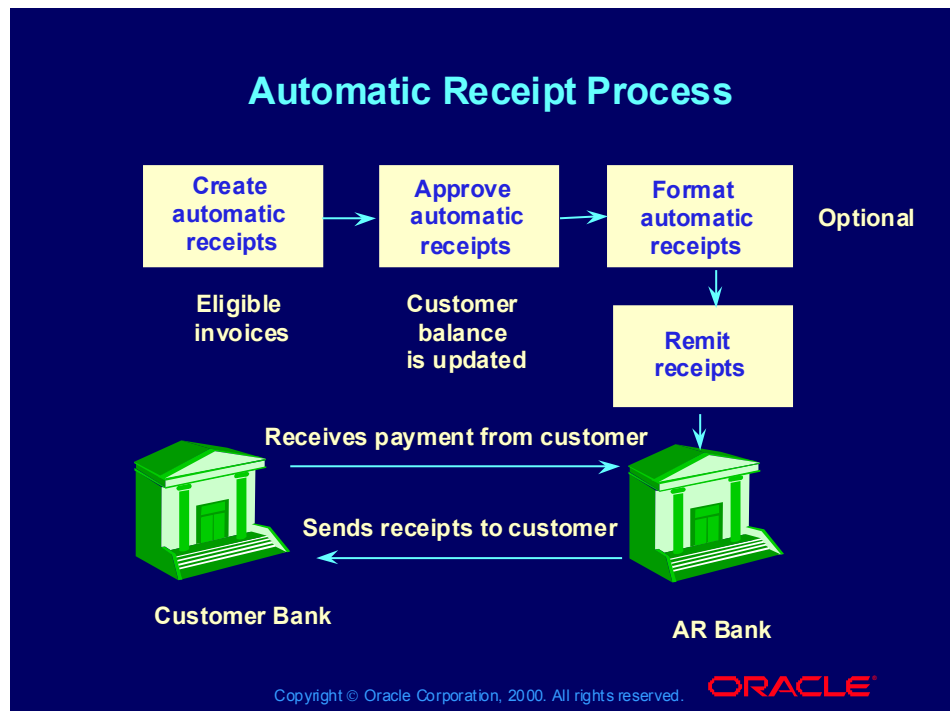 Automatic Receipt Process
Create
automatic
receipts
Approve
automatic
receipts
Format
automatic
receipts
Optional
Eligible
invoices
Customer
balance
is updated
Remit
receipts
Receives payment from customer
Sends receipts to customer
Customer Bank
AR Bank
Copyright © Oracle Corporation, 2000. All rights reserved.
ORACLE®